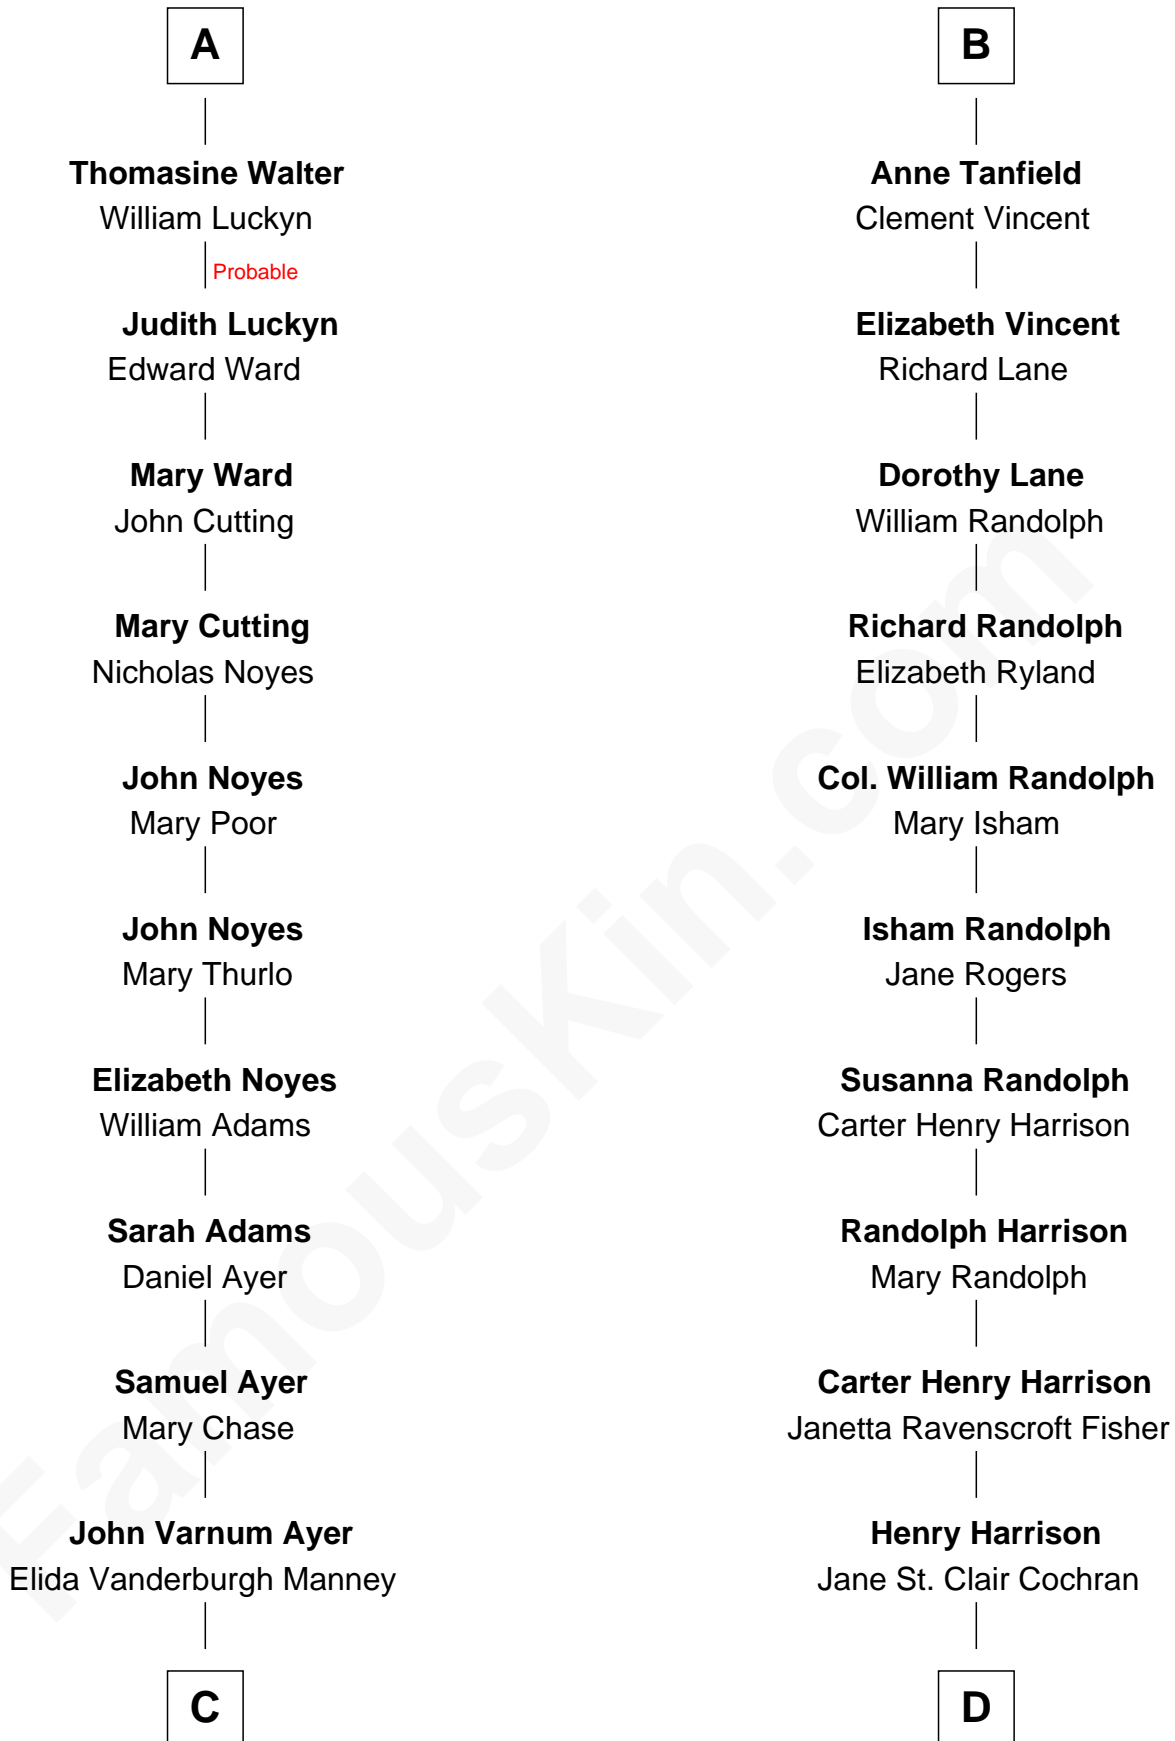 A
Thomasine Walter
William Luckyn
Probable
Judith Luckyn
Edward Ward
Mary Ward
John Cutting
Mary Cutting
Nicholas Noyes
John Noyes
Mary Poor
John Noyes
Mary Thurlo
Elizabeth Noyes
William Adams
Sarah Adams
Daniel Ayer
Samuel Ayer
Mary Chase
John Varnum Ayer
Elida Vanderburgh Manney
C
B
Anne Tanfield
Clement Vincent
Elizabeth Vincent
Richard Lane
Dorothy Lane
William Randolph
Richard Randolph
Elizabeth Ryland
Col. William Randolph
Mary Isham
Isham Randolph
Jane Rogers
Susanna Randolph
Carter Henry Harrison
Randolph Harrison
Mary Randolph
Carter Henry Harrison
Janetta Ravenscroft Fisher
Henry Harrison
Jane St. Clair Cochran
D
FamousKin.com